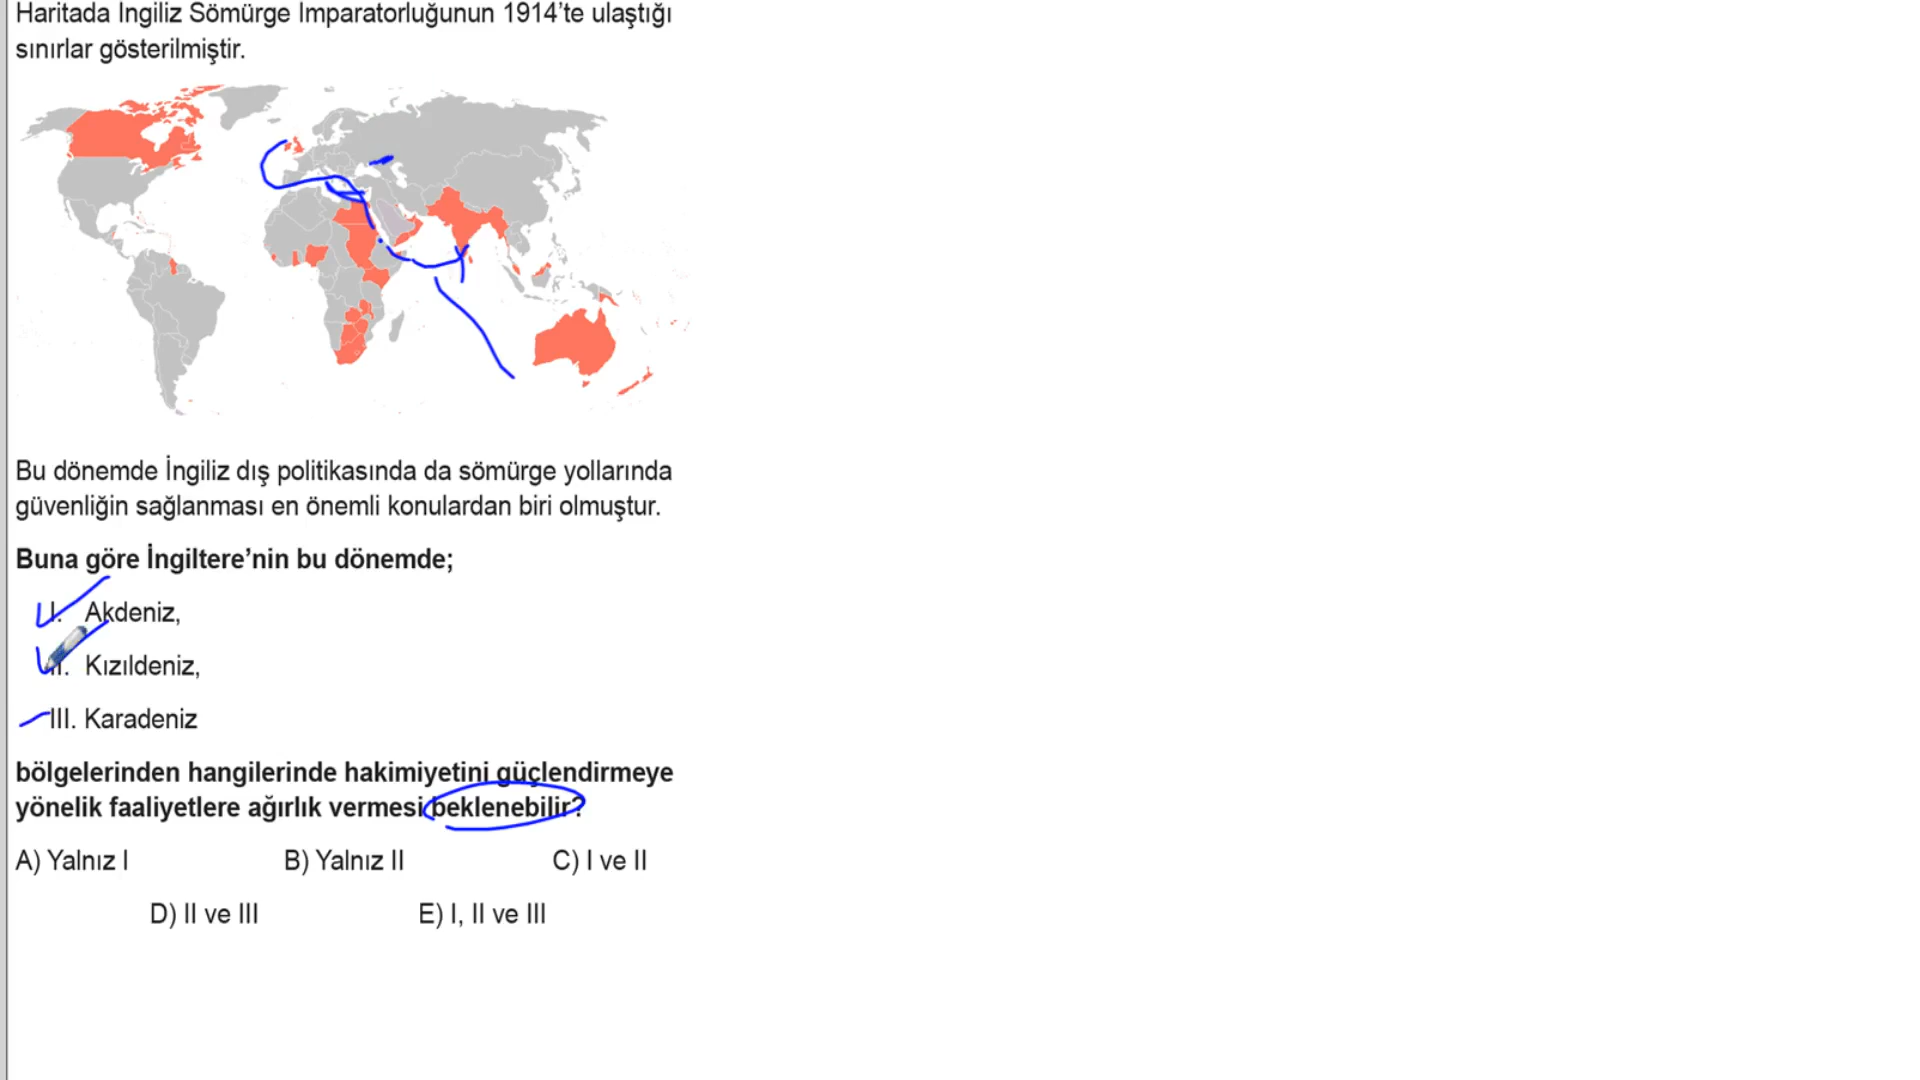 Haritada İngiliz Sömürge İmparatorluğunun 1914’te ulaştığı
sınırlar gösterilmiştir.
Bu dönemde İngiliz dış politikasında da sömürge yollarında
güvenliğin sağlanması en önemli konulardan biri olmuştur.
Buna göre İngiltere’nin bu dönemde;
I. Akdeniz,
II. Kızıldeniz,
III. Karadeniz
bölgelerinden hangilerinde hakimiyetini güçlendirmeye
yönelik faaliyetlere ağırlık vermesi beklenebilir?
A) Yalnız I B) Yalnız II C) I ve II
D) II ve III E) I, II ve III